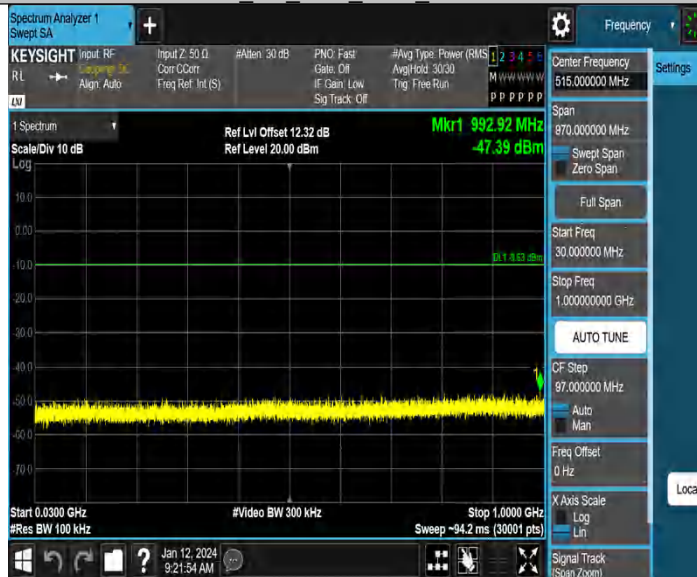 Spectrum Analyzer 1
Swept SA
+
Frequency
KEYSIGHT
Input: RF
Coupling: DC
Align: Auto
Input Z: 50 Ω
Corr CCorr
Freq Ref: Int (S)
#Atten: 30 dB
PNO: Fast
Gate: Off
IF Gain: Low
Sig Track: Off
#Avg Type: Power (RMS
Avg|Hold: 30/30
Trig: Free Run
1 2 3 4 5 6
M W W W W W
P P P P P P
RL
LXI
1 Spectrum
Scale/Div 10 dB
Log
Ref Lvl Offset 12.32 dB
Ref Level 20.00 dBm
Mkr1 992.92 MHz
-47.39 dBm
10.0
0.00
-10.0
-20.0
-30.0
-40.0
-50.0
-60.0
-70.0
1
Start 0.0300 GHz
#Res BW 100 kHz
#Video BW 300 kHz
Stop 1.0000 GHz
Sweep ~94.2 ms (30001 pts)
?
Jan 12, 2024
9:21:54 AM
Center Frequency
515.000000 MHz
Settings
Span
970.000000 MHz
Swept Span
Zero Span
Full Span
Start Freq
30.000000 MHz
Stop Freq
1.000000000 GHz
AUTO TUNE
CF Step
97.000000 MHz
Auto
Man
Freq Offset
0 Hz
Loca
X Axis Scale
Log
Lin
Signal Track
(Span Zoom)